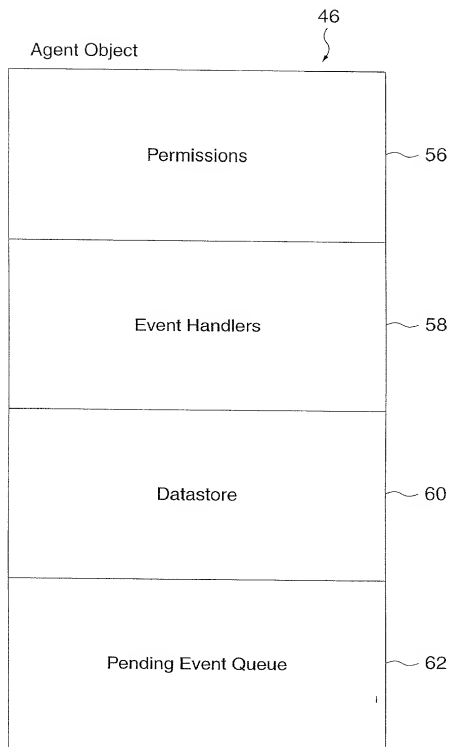 46
Agent Object
Permissions
56
Event Handlers
58
Datastore
60
Pending Event Queue
62